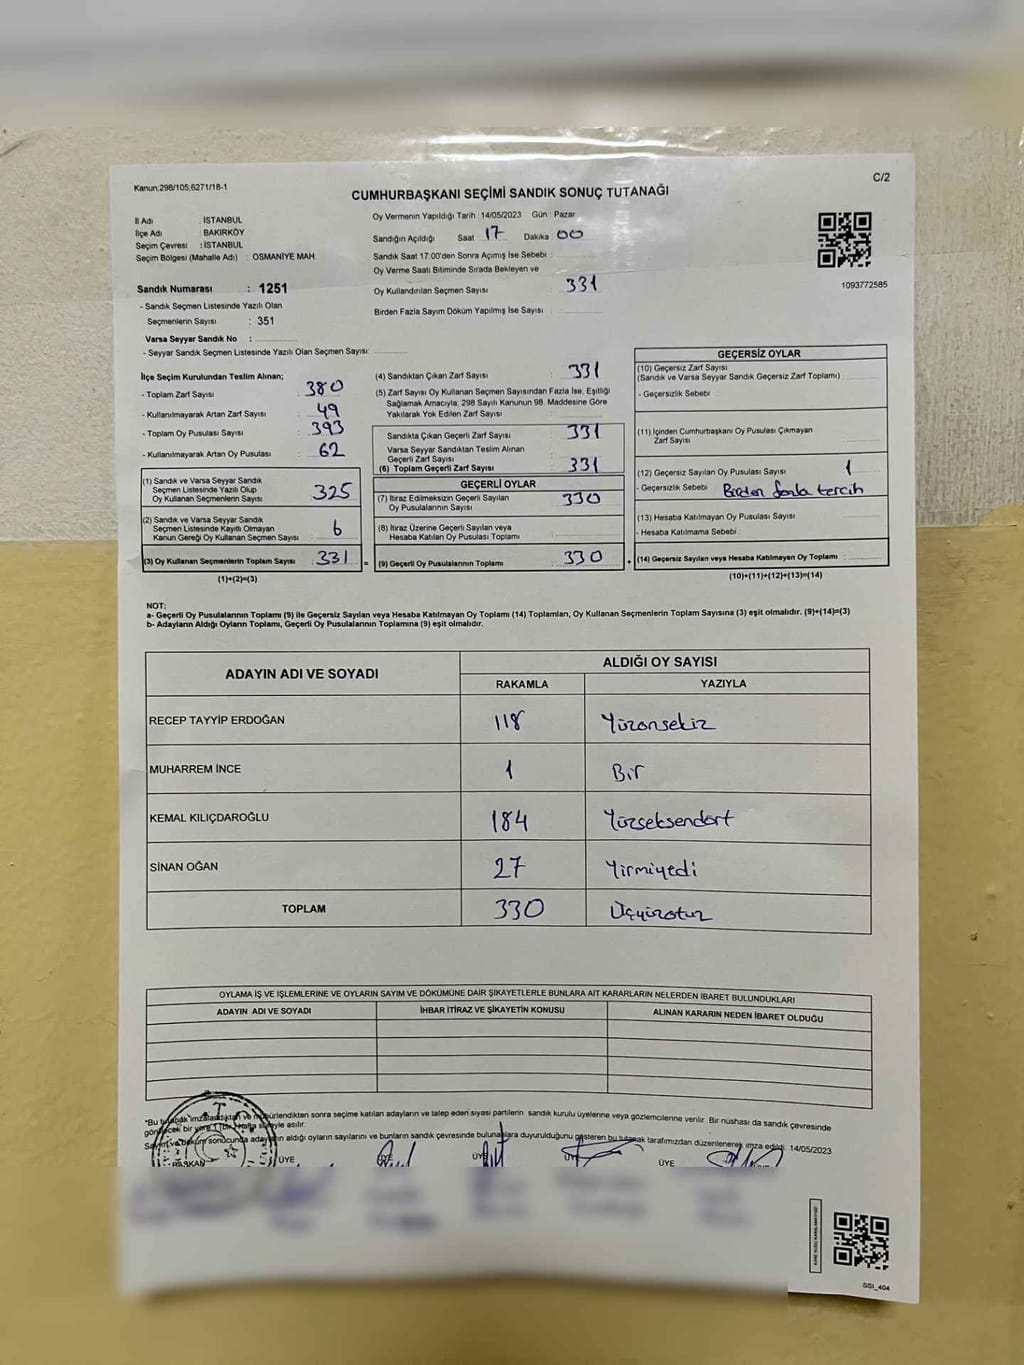 Kanun;298/105,6271/18-1
C/2
CUMHURBAŞKANI SEÇİMİ SANDIK SONUÇ TUTANAĞI
İl Adı : İSTANBUL
İlçe Adı : BAKIRKÖY
Seçim Çevresi : İSTANBUL
Seçim Bölgesi (Mahalle Adı) : OSMANİYE MAH.
Sandık Numarası : 1251
- Sandık Seçmen Listesinde Yazılı Olan
Seçmenlerin Sayısı : 351
Varsa Seyyar Sandık No :
- Seyyar Sandık Seçmen Listesinde Yazılı Olan Seçmen Sayısı:
Oy Vermenin Yapıldığı Tarih : 14/05/2023 Gün : Pazar
Sandığın Açıldığı Saat 17 Dakika 00
Sandık Saat 17:00'den Sonra Açımış İse Sebebi :
Oy Verme Saati Bitiminde Sırada Bekleyen ve
Oy Kullandırılan Seçmen Sayısı : 331
Birden Fazla Sayım Döküm Yapılmış İse Sayısı :
1093772585
İlçe Seçim Kurulundan Teslim Alınan;
- Toplam Zarf Sayısı : 380
- Kullanılmayarak Artan Zarf Sayısı : 49
- Toplam Oy Pusulası Sayısı : 393
- Kullanılmayarak Artan Oy Pusulası : 62
(1) Sandık ve Varsa Seyyar Sandık
Seçmen Listesinde Yazılı Olup
Oy Kullanan Seçmenlerin Sayısı : 325
(2) Sandık ve Varsa Seyyar Sandık
Seçmen Listesinde Kayıtlı Olmayan
Kanun Gereği Oy Kullanan Seçmen Sayısı : 6
(3) Oy Kullanan Seçmenlerin Toplam Sayısı : 331 =
(1)+(2)=(3)
(4) Sandıktan Çıkan Zarf Sayısı : 331
(5) Zarf Sayısı Oy Kullanan Seçmen Sayısından Fazla İse, Eşitliği
Sağlamak Amacıyla; 298 Sayılı Kanunun 98. Maddesine Göre
Yakılarak Yok Edilen Zarf Sayısı :
Sandıkta Çıkan Geçerli Zarf Sayısı : 331
Varsa Seyyar Sandıktan Teslim Alınan
Geçerli Zarf Sayısı :
(6) Toplam Geçerli Zarf Sayısı : 331
GEÇERLİ OYLAR
(7) İtiraz Edilmeksizin Geçerli Sayılan
Oy Pusulalarının Sayısı : 330
(8) İtiraz Üzerine Geçerli Sayılan veya
Hesaba Katılan Oy Pusulası Toplamı :
(9) Geçerli Oy Pusulalarının Toplamı : 330 +
GEÇERSİZ OYLAR
(10) Geçersiz Zarf Sayısı
(Sandık ve Varsa Seyyar Sandık Geçersiz Zarf Toplamı) :
- Geçersizlik Sebebi :
(11) İçinden Cumhurbaşkanı Oy Pusulası Çıkmayan
Zarf Sayısı :
(12) Geçersiz Sayılan Oy Pusulası Sayısı : 1
- Geçersizlik Sebebi : Birden fazla tercih
(13) Hesaba Katılmayan Oy Pusulası Sayısı :
- Hesaba Katılmama Sebebi :
(14) Geçersiz Sayılan veya Hesaba Katılmayan Oy Toplamı :
(10)+(11)+(12)+(13)=(14)
NOT:
a- Geçerli Oy Pusulalarının Toplamı (9) ile Geçersiz Sayılan veya Hesaba Katılmayan Oy Toplamı (14) Toplamları, Oy Kullanan Seçmenlerin Toplam Sayısına (3) eşit olmalıdır. (9)+(14)=(3)
b- Adayların Aldığı Oyların Toplamı, Geçerli Oy Pusulalarının Toplamına (9) eşit olmalıdır.
ADAYIN ADI VE SOYADI ALDIĞI OY SAYISI
RAKAMLA YAZIYLA
RECEP TAYYİP ERDOĞAN 118 Yüzonsekiz
MUHARREM İNCE 1 Bir
KEMAL KILIÇDAROĞLU 184 Yüzseksendört
SİNAN OĞAN 27 Yirmiyedi
TOPLAM 330 Üçyüzotuz
OYLAMA İŞ VE İŞLEMLERİNE VE OYLARIN SAYIM VE DÖKÜMÜNE DAİR ŞİKAYETLERLE BUNLARA AİT KARARLARIN NELERDEN İBARET BULUNDUKLARI
ADAYIN ADI VE SOYADI İHBAR İTİRAZ VE ŞİKAYETİN KONUSU ALINAN KARARIN NEDEN İBARET OLDUĞU
*Bu tutanak imzalandıktan ve mühürlendikten sonra seçime katılan adayların ve talep eden siyasi partilerin sandık kurulu üyelerine veya gözlemcilerine verilir. Bir nüshası da sandık çevresinde
görülecek bir yere 1 (bir) hafta süreyle asılır.
Sayım ve döküm sonucunda adayların aldığı oyların sayılarını ve bunların sandık çevresinde bulunanlara duyurulduğunu gösteren bu tutanak tarafımızdan düzenlenerek imza edildi. 14/05/2023
BAŞKAN ÜYE ÜYE ÜYE ÜYE
SSI_404